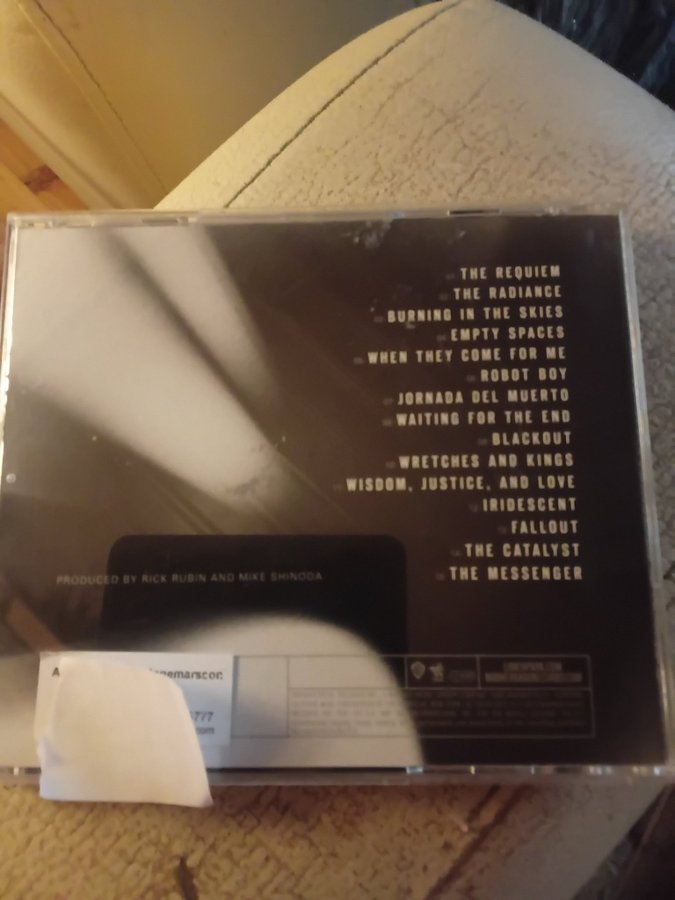 THE REQUIEM
THE RADIANCE
BURNING IN THE SKIES
EMPTY SPACES
WHEN THEY COME FOR ME
ROBOT BOY
JORNADA DEL MUERTO
WAITING FOR THE END
BLACKOUT
WRETCHES AND KINGS
WISDOM, JUSTICE, AND LOVE
IRIDESCENT
FALLOUT
THE CATALYST
THE MESSENGER
PRODUCED BY RICK RUBIN AND MIKE SHINODA